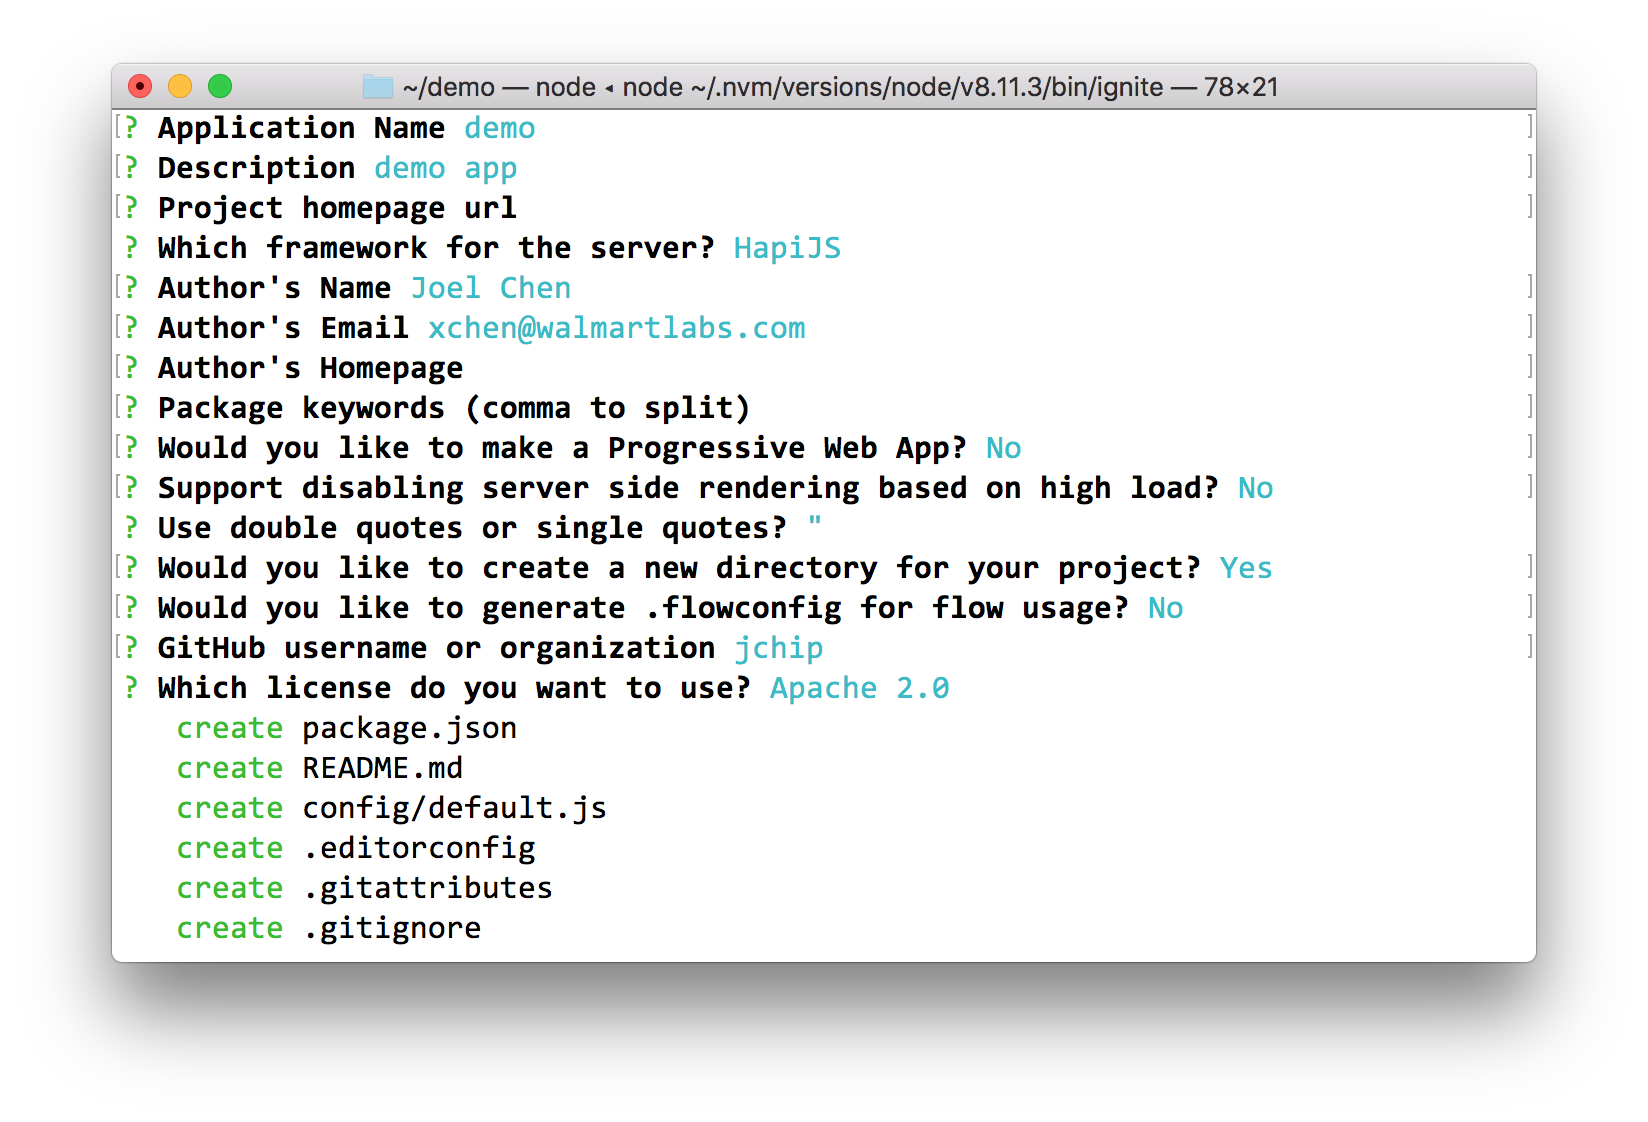 ~/demo — node ◂ node ~/.nvm/versions/node/v8.11.3/bin/ignite — 78×21
[? Application Name demo ]
[? Description demo app ]
[? Project homepage url ]
? Which framework for the server? HapiJS
[? Author's Name Joel Chen ]
[? Author's Email xchen@walmartlabs.com ]
[? Author's Homepage ]
[? Package keywords (comma to split) ]
[? Would you like to make a Progressive Web App? No ]
[? Support disabling server side rendering based on high load? No ]
? Use double quotes or single quotes? "
[? Would you like to create a new directory for your project? Yes ]
[? Would you like to generate .flowconfig for flow usage? No ]
[? GitHub username or organization jchip ]
? Which license do you want to use? Apache 2.0
create package.json
create README.md
create config/default.js
create .editorconfig
create .gitattributes
create .gitignore